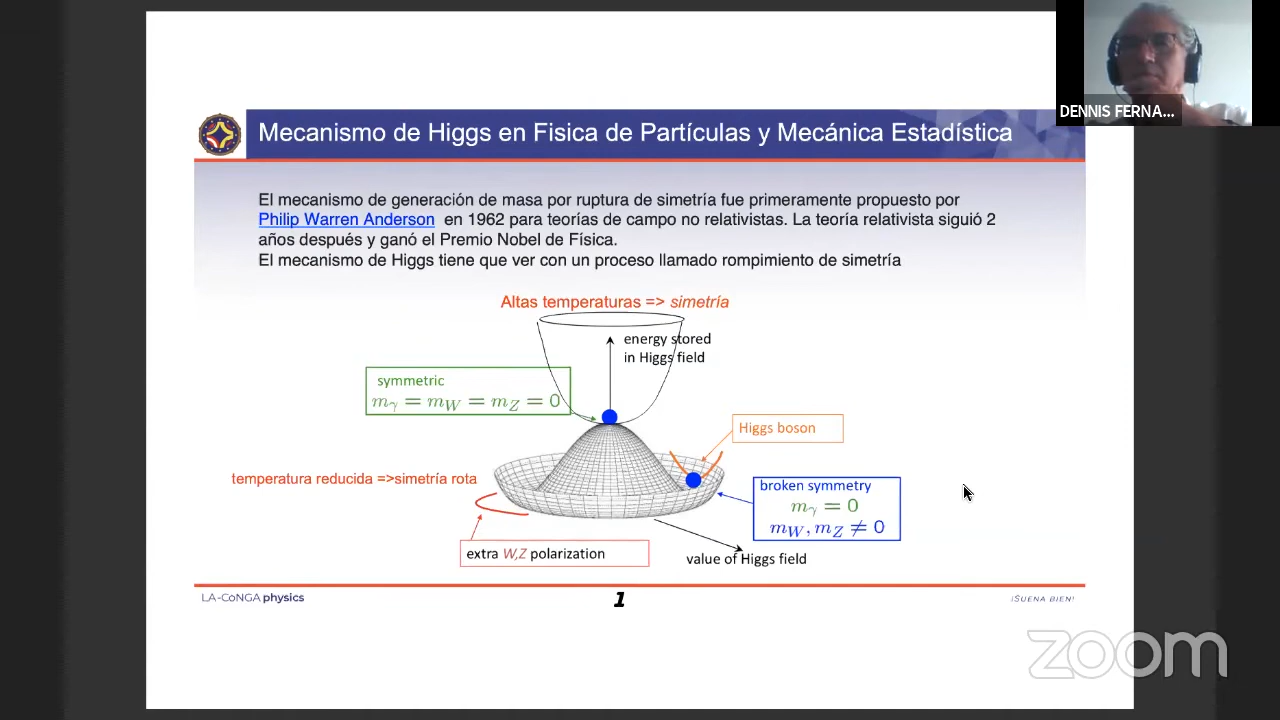 DENNIS FERNA...
Mecanismo de Higgs en Fisica de Partículas y Mecánica Estadística
El mecanismo de generación de masa por ruptura de simetría fue primeramente propuesto por
Philip Warren Anderson en 1962 para teorías de campo no relativistas. La teoría relativista siguió 2
años después y ganó el Premio Nobel de Física.
El mecanismo de Higgs tiene que ver con un proceso llamado rompimiento de simetría
Altas temperaturas => simetría
energy stored
in Higgs field
symmetric
mγ = mW = mZ = 0
Higgs boson
temperatura reducida =>simetría rota
broken symmetry
mγ = 0
mW, mZ ≠ 0
extra W,Z polarization
value of Higgs field
LA-CoNGA physics
1
¡SUENA BIEN!
zoom